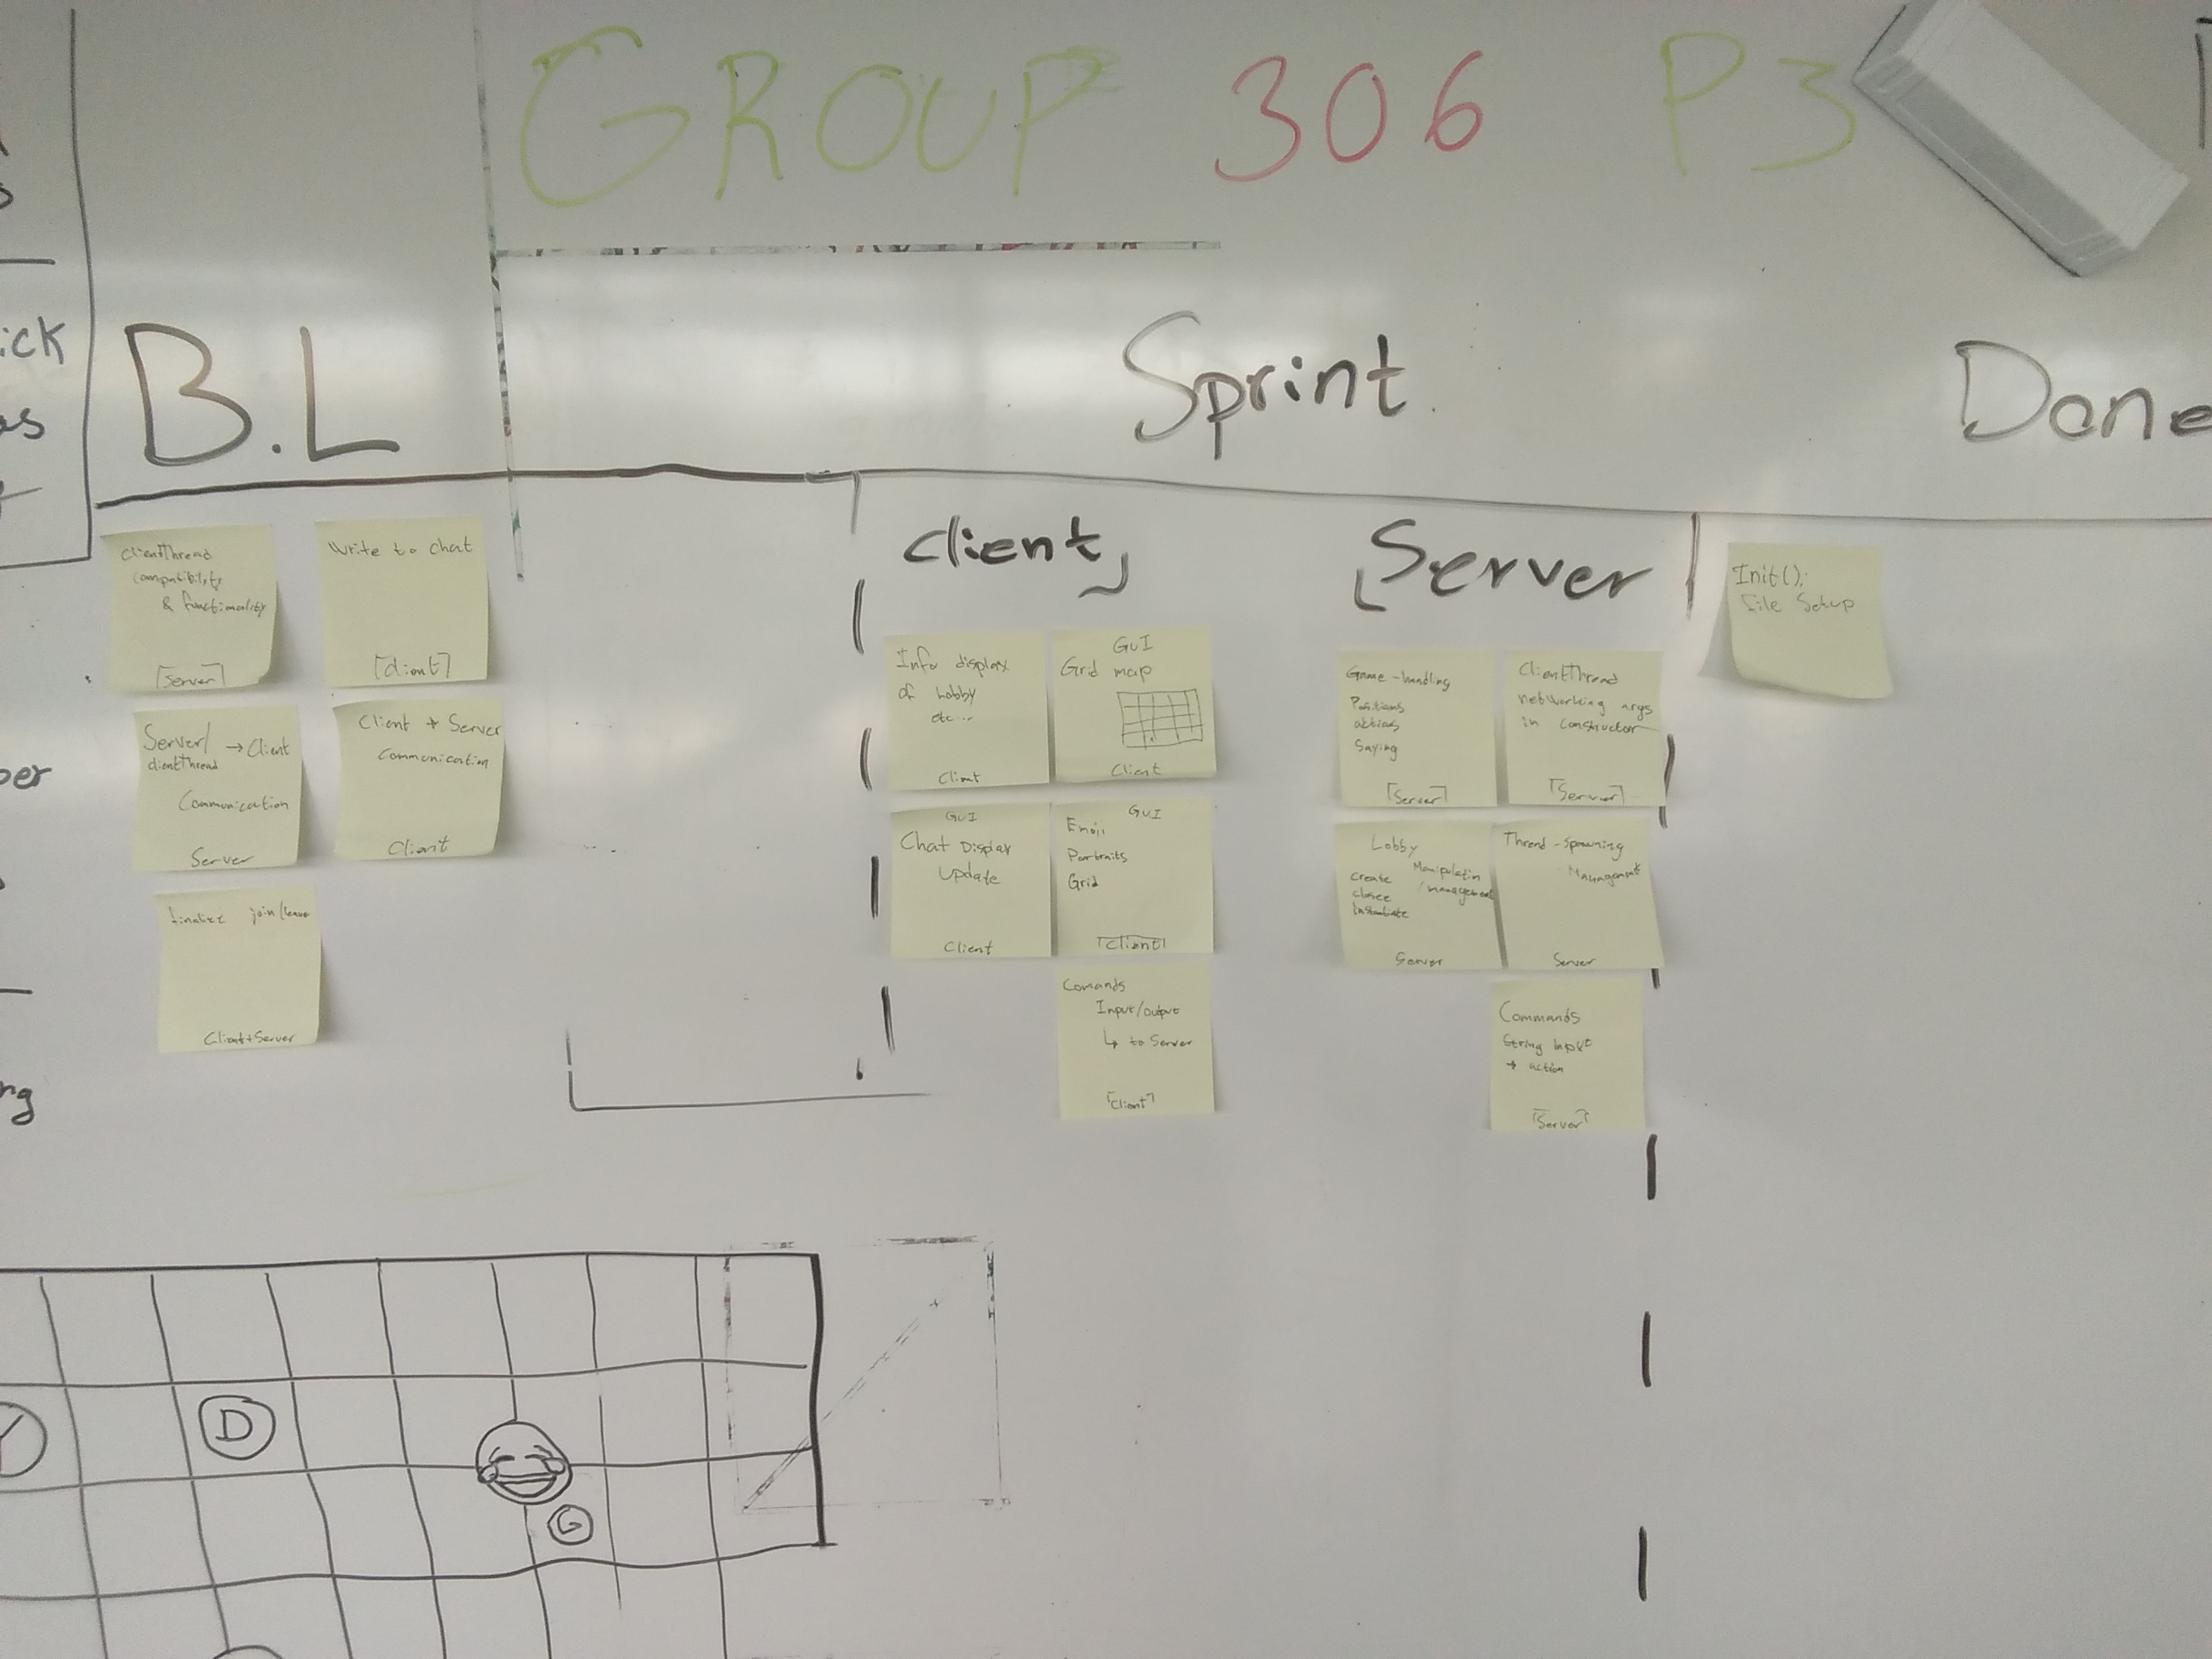 GROUP 306 P3
B.L
Sprint
Done
Client
Server
ick
as
per
ng
ClientThread
compatibility
& functionality
[Server]
Write to chat
[Client]
Server/ → Client
clientThread
Communication
Server
Client + Server
Communication
Client
finalize join/leave
Client+Server
Info display
of lobby
etc...
Client
GUI
Grid map
Client
GUI
Chat Display
Update
Client
GUI
Emoji
Portraits
Grid
[Client]
Comands
Input/output
↳ to Server
[Client]
Game-handling
Positions
actions
Saying
[Server]
ClientThread
networking args
in constructor
[Server]
Lobby
Manipulation
create
/management
Instantiate
Server
Thread-Spawning
Management
Server
Commands
String Input
→ action
[Server]
Init();
File Setup
D
G